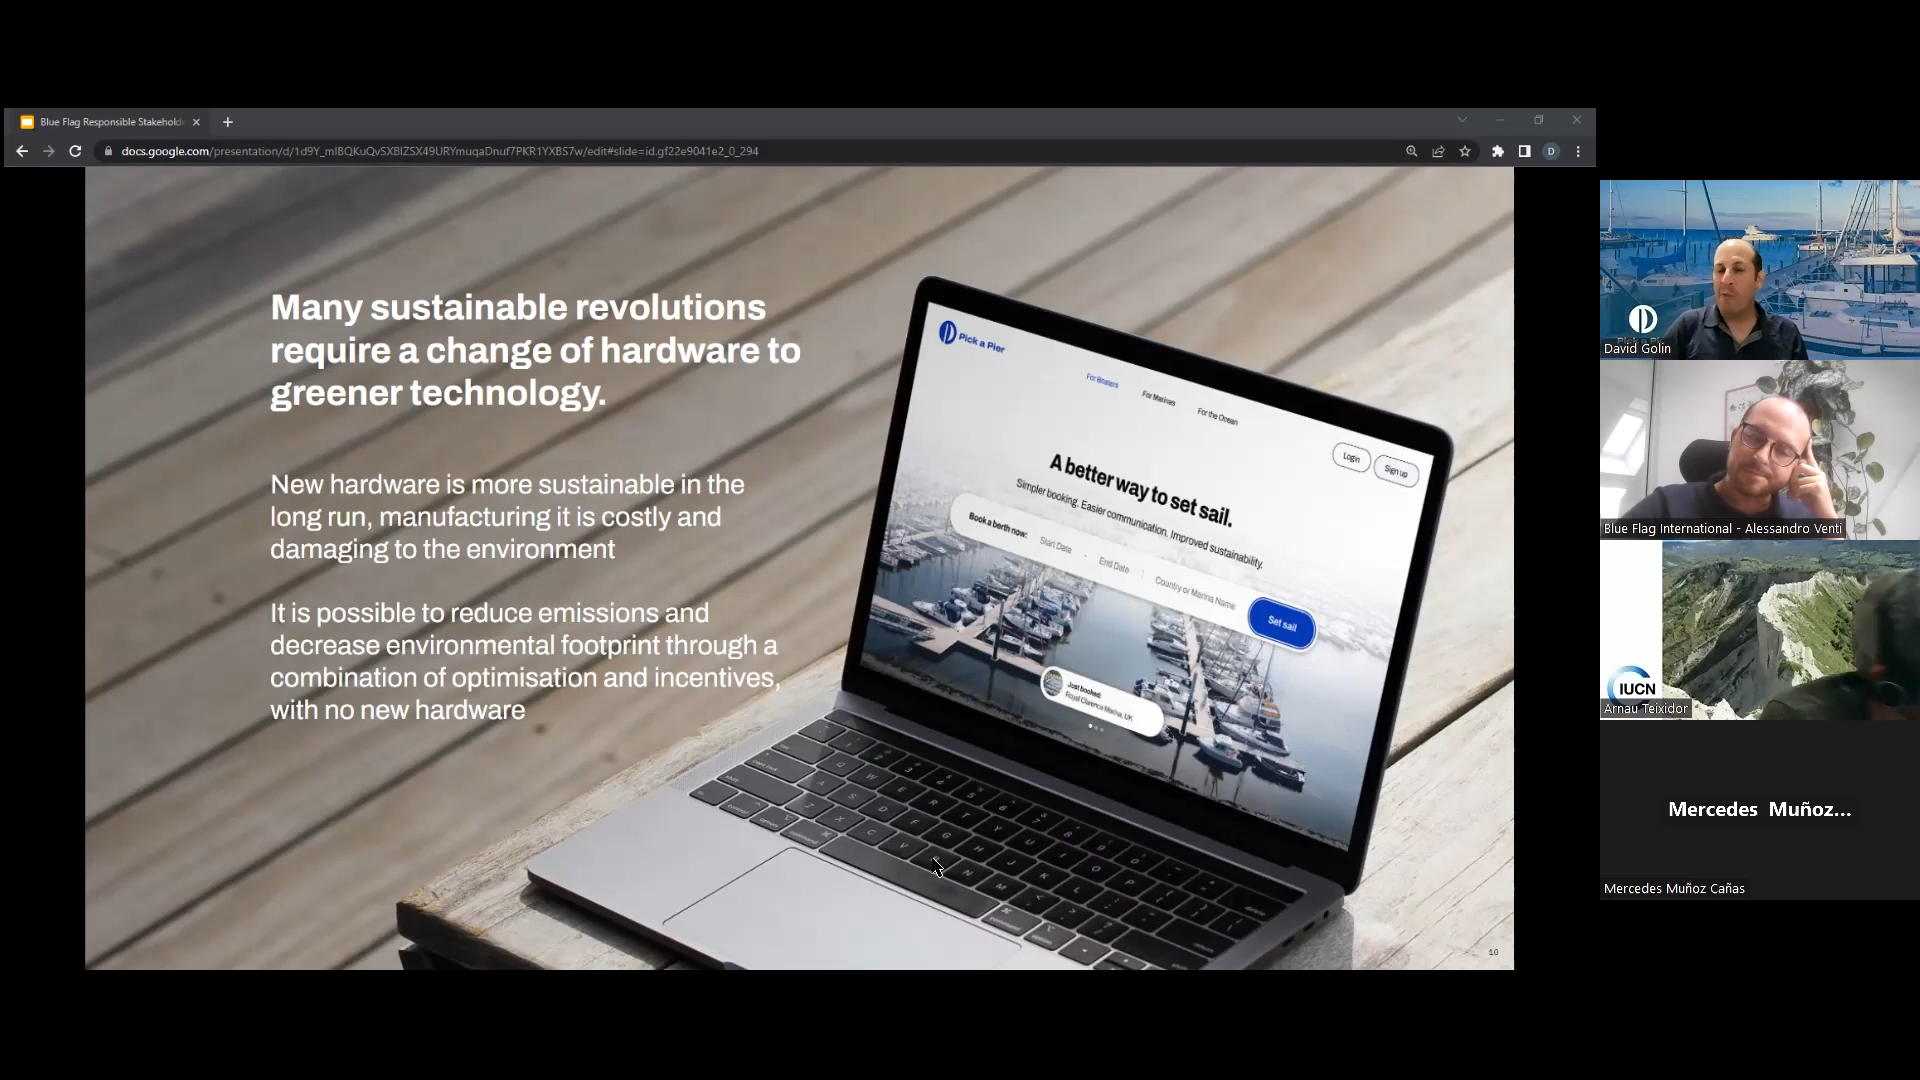 Blue Flag Responsible Stakehold
docs.google.com/presentation/d/1d9Y_mIBQKuQvSXBIZSX49URYmuqaDnuf7PKR1YXBS7w/edit#slide=id.gf22e9041e2_0_294
D
Many sustainable revolutions
require a change of hardware to
greener technology.
New hardware is more sustainable in the
long run, manufacturing it is costly and
damaging to the environment
It is possible to reduce emissions and
decrease environmental footprint through a
combination of optimisation and incentives,
with no new hardware
Pick a Pier
For Boaters
For Marinas
For the Ocean
Login
Sign up
A better way to set sail.
Simpler booking. Easier communication. Improved sustainability.
Book a berth now:
Start Date
End Date
Country or Marina Name
Set sail
Just booked:
Royal Clarence Marina, UK
10
David Golin
Blue Flag International - Alessandro Venti
IUCN
Arnau Teixidor
Mercedes Muñoz...
Mercedes Muñoz Cañas